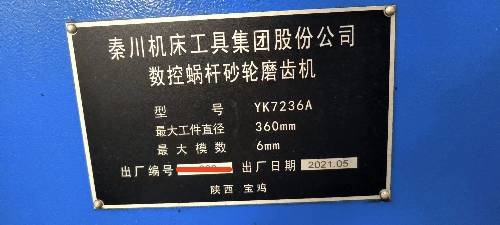 秦川机床工具集团股份公司
数控蜗杆砂轮磨齿机
型 号 YK7236A
最大工件直径 360mm
最大模数 6mm
出厂编号 出厂日期 2021.05
陕西 宝鸡